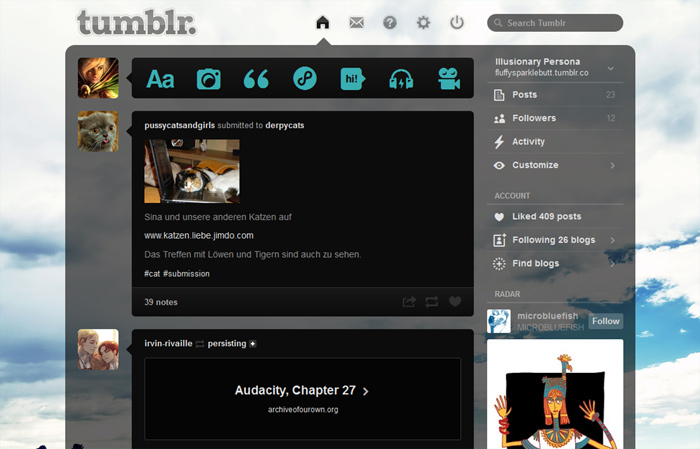 tumblr.
Search Tumblr
Aa
hi!
pussycatsandgirls submitted to derpycats
Sina und unsere anderen Katzen auf
www.katzen.liebe.jimdo.com
Das Treffen mit Löwen und Tigern sind auch zu sehen.
#cat #submission
39 notes
irvin-rivaille persisting
Audacity, Chapter 27
archiveofourown.org
Illusionary Persona
fluffysparklebutt.tumblr.co
Posts 23
Followers 12
Activity
Customize
ACCOUNT
Liked 409 posts
Following 26 blogs
Find blogs
RADAR
microbluefish
MICROBLUEFISH
Follow